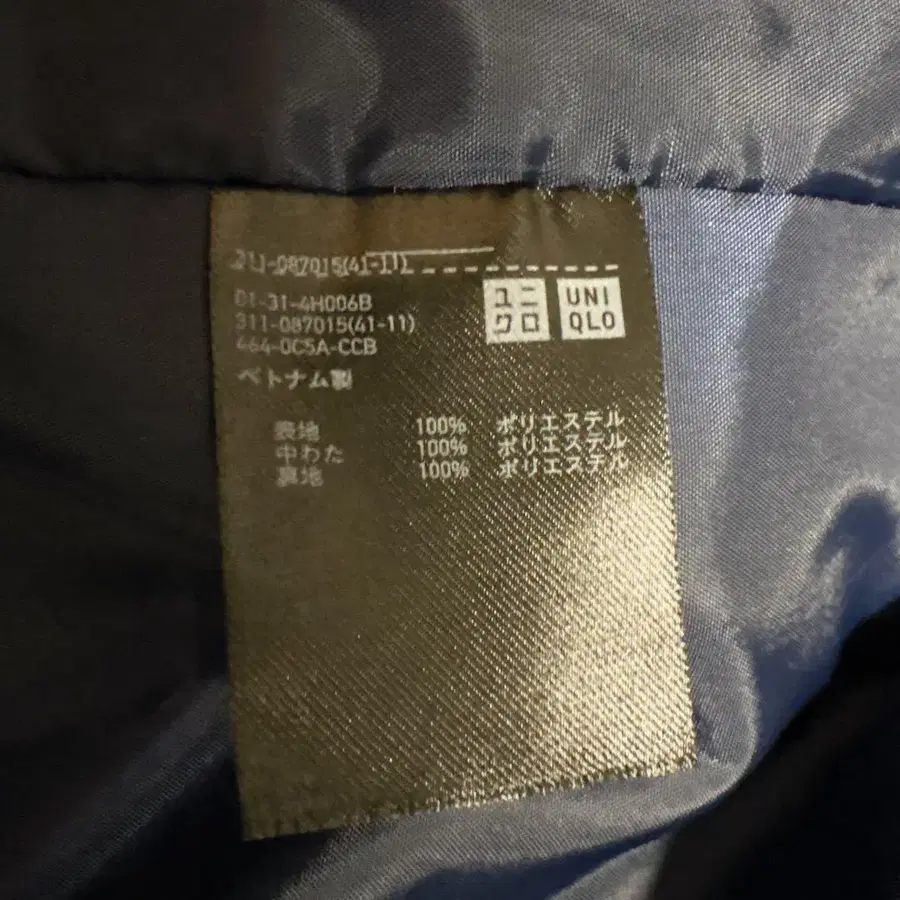 311-087015(41-11)
ユニ
クロ
UNI
QLO
01-31-4H006B
311-087015(41-11)
464-0C5A-CCB
ベトナム製
表地 100% ポリエステル
中わた 100% ポリエステル
裏地 100% ポリエステル